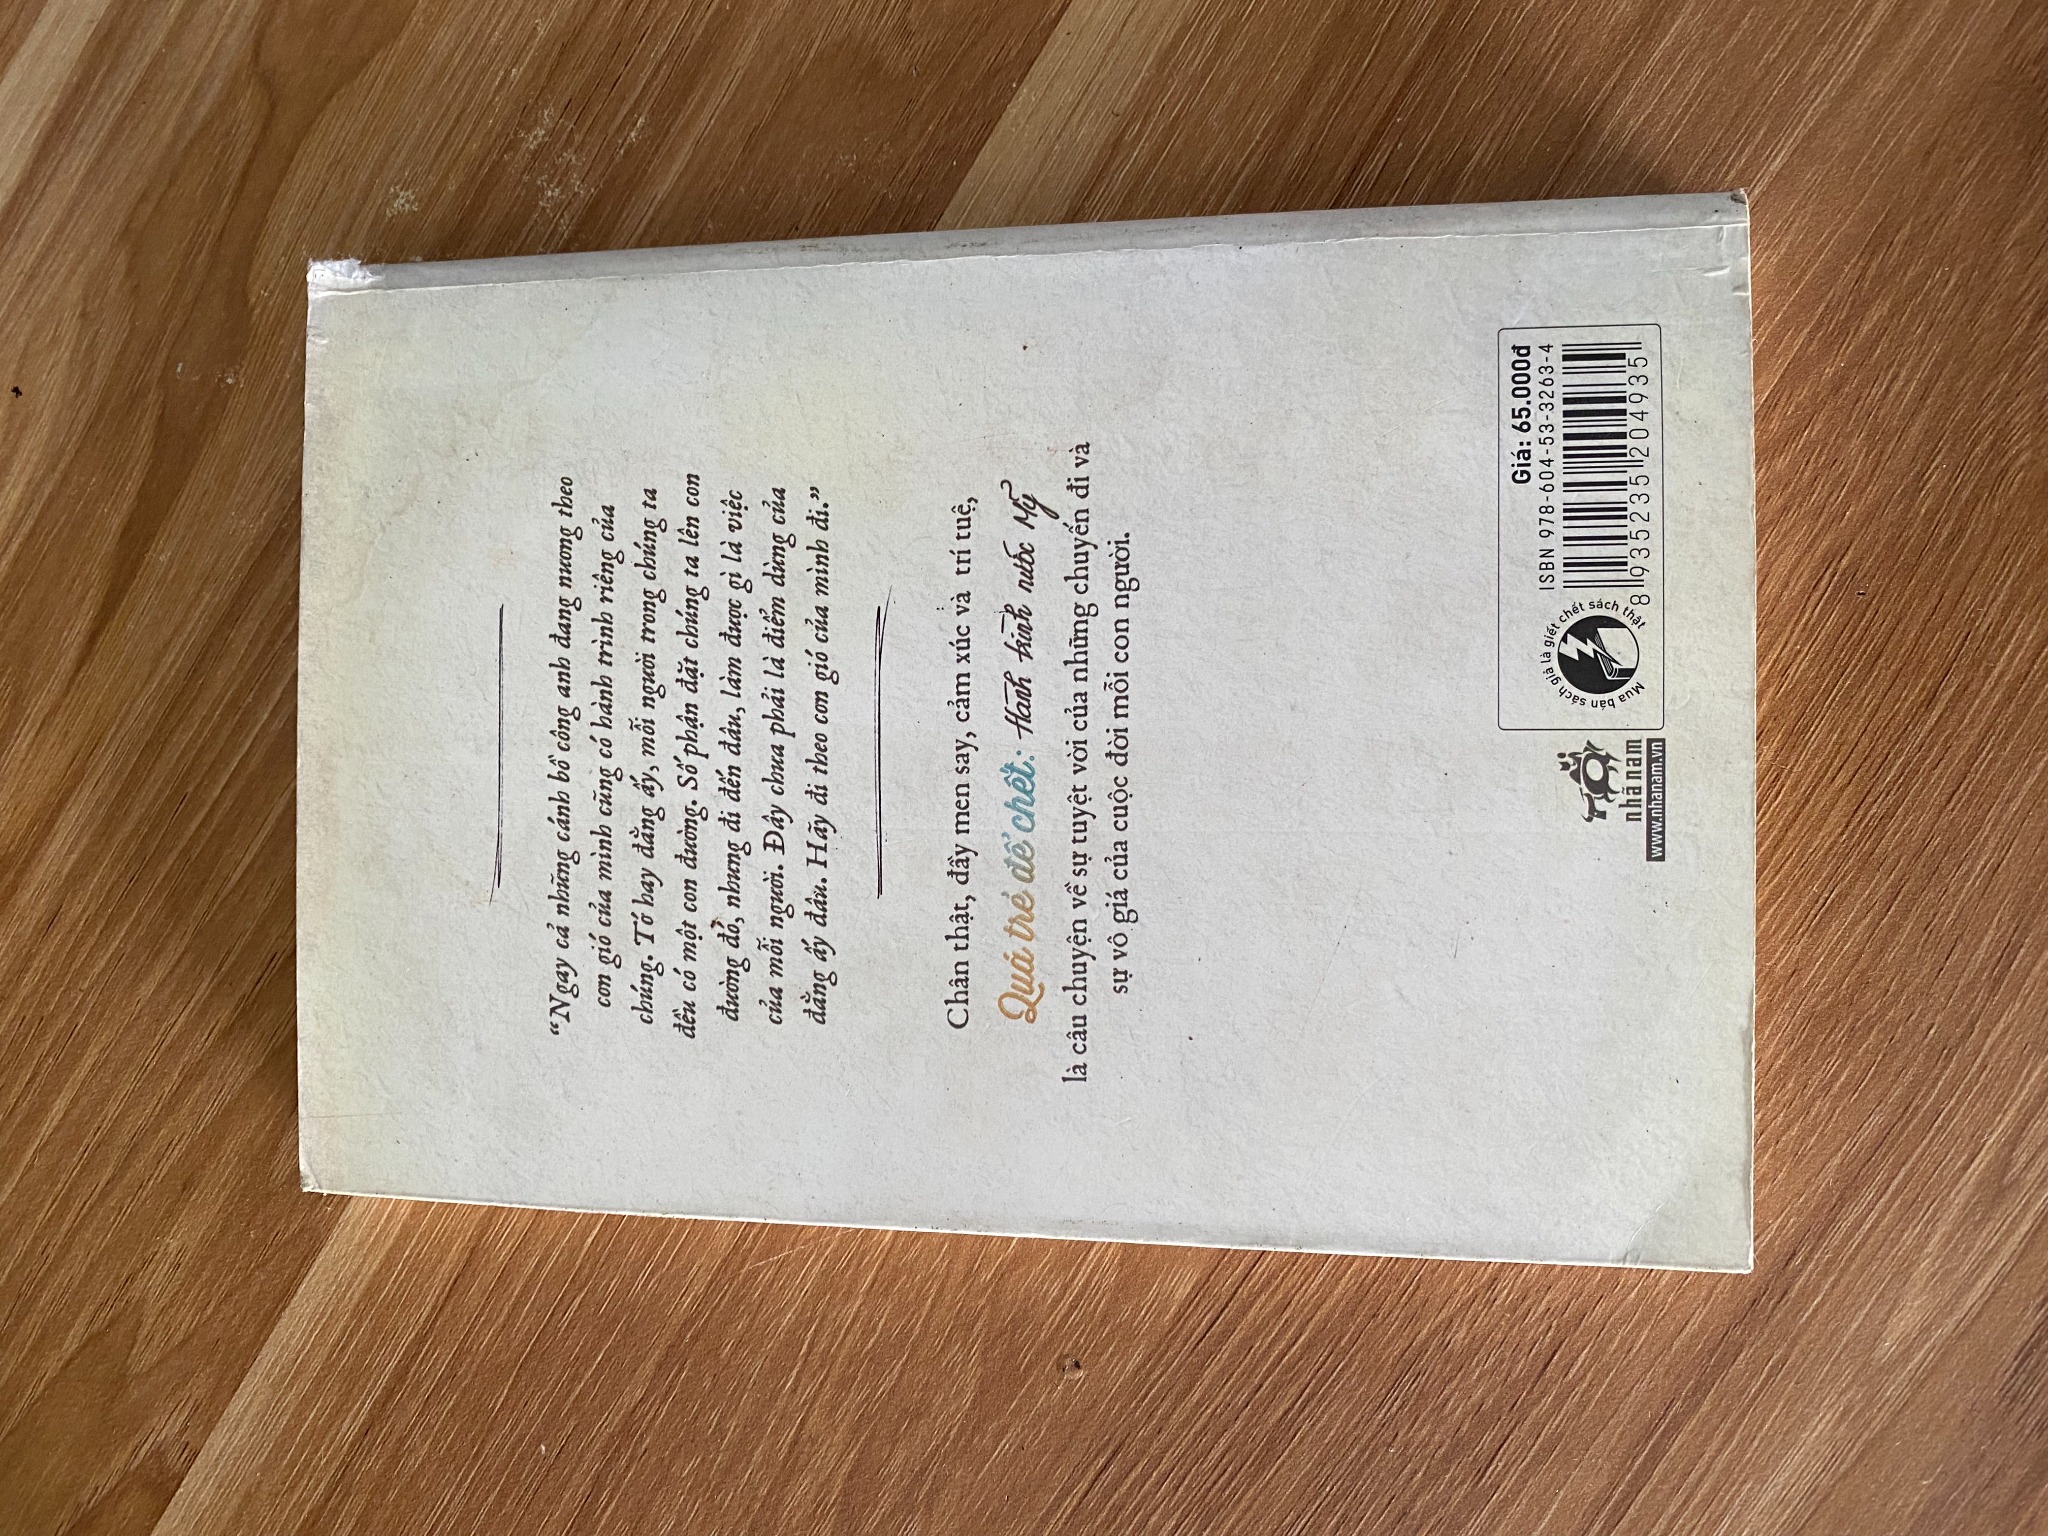 “Ngay cả những cánh bồ công anh đang nương theo
con gió của mình cũng có hành trình riêng của
chúng. Tớ hay đằng ấy, mỗi người trong chúng ta
đều có một con đường. Số phận đặt chúng ta lên con
đường đó, nhưng đi đến đâu, làm được gì là việc
của mỗi người. Đây chưa phải là điểm dừng của
đằng ấy đâu. Hãy đi theo con gió của mình đi.”
Chân thật, đầy men say, cảm xúc và trí tuệ,
Quá trẻ để chết: Hành trình nước Mỹ
là câu chuyện về sự tuyệt vời của những chuyến đi và
sự vô giá của cuộc đời mỗi con người.
nhã nam
www.nhanam.vn
Mua bán sách giả là giết chết sách thật
Giá: 65.000đ
ISBN 978-604-53-3263-4
8 935235 204935